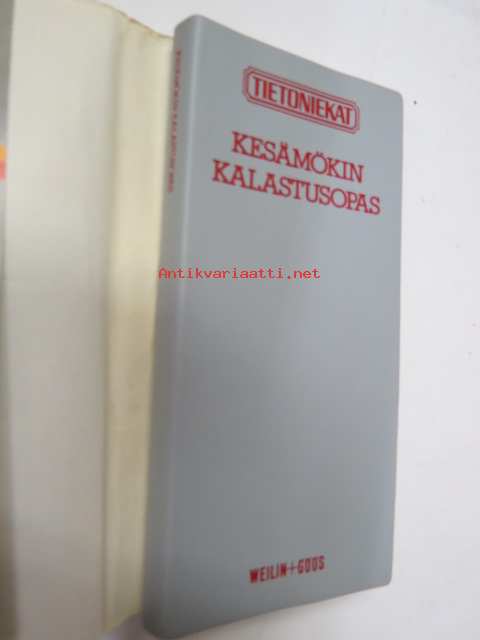 TIETONIEKAT
KESÄMÖKIN
KALASTUSOPAS
Antikvariaatti.net
WEILIN+GÖÖS